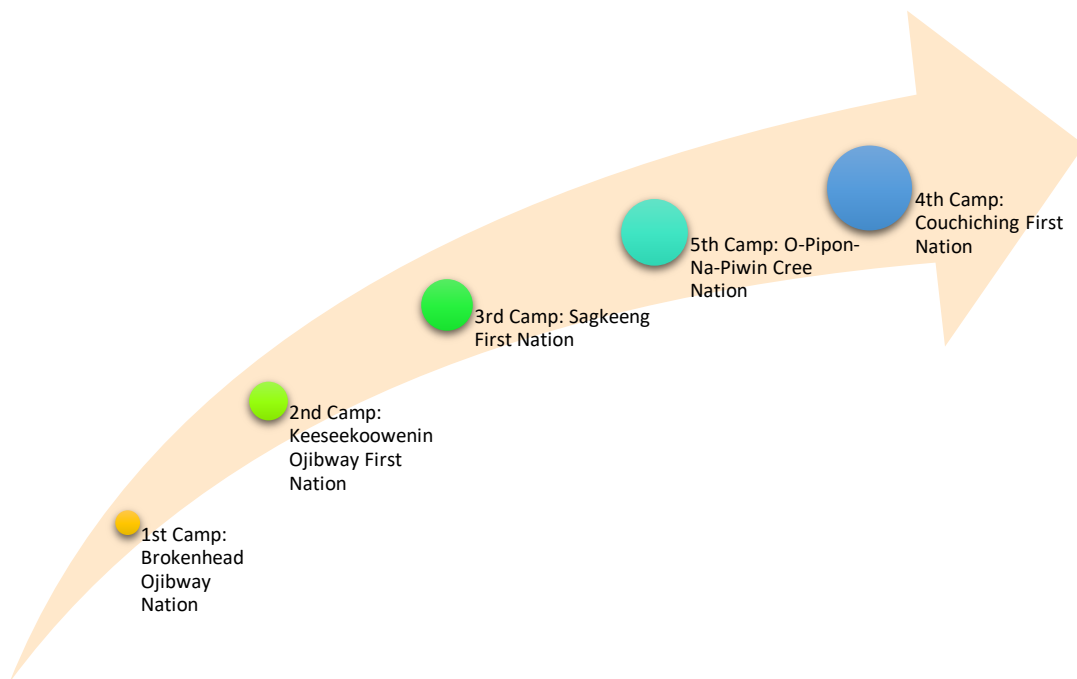 1st Camp:
Brokenhead
Ojibway
Nation
2nd Camp:
Keeseekoowenin
Ojibway First
Nation
3rd Camp: Sagkeeng
First Nation
5th Camp: O-Pipon-
Na-Piwin Cree
Nation
4th Camp:
Couchiching First
Nation